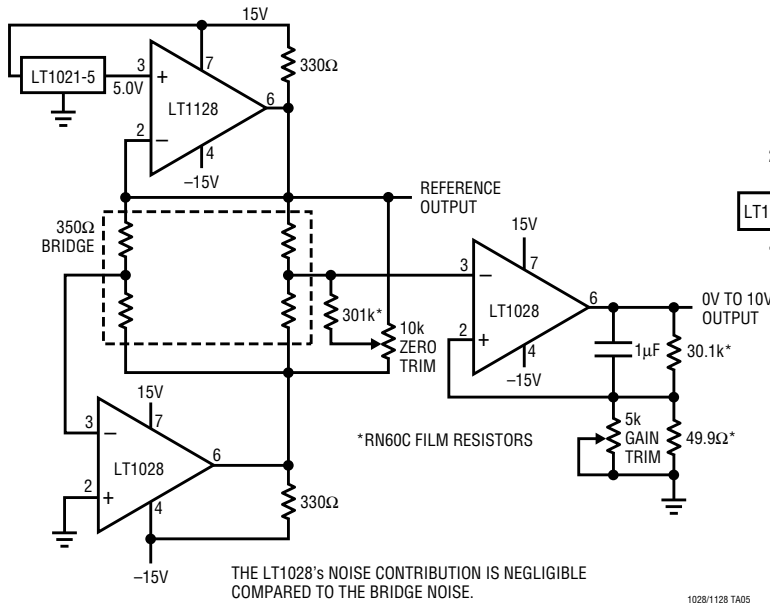 15V
LT1021-5
5.0V
3
+
7
330Ω
LT1128
6
2
−
4
−15V
REFERENCE
OUTPUT
350Ω
BRIDGE
301k*
10k
ZERO
TRIM
15V
3
−
7
LT1028
6
2
+
4
−15V
0V TO 10V
OUTPUT
1µF
30.1k*
5k
GAIN
TRIM
49.9Ω*
*RN60C FILM RESISTORS
15V
3
−
7
LT1028
6
2
+
4
−15V
330Ω
THE LT1028's NOISE CONTRIBUTION IS NEGLIGIBLE
COMPARED TO THE BRIDGE NOISE.
1028/1128 TA05
LT1